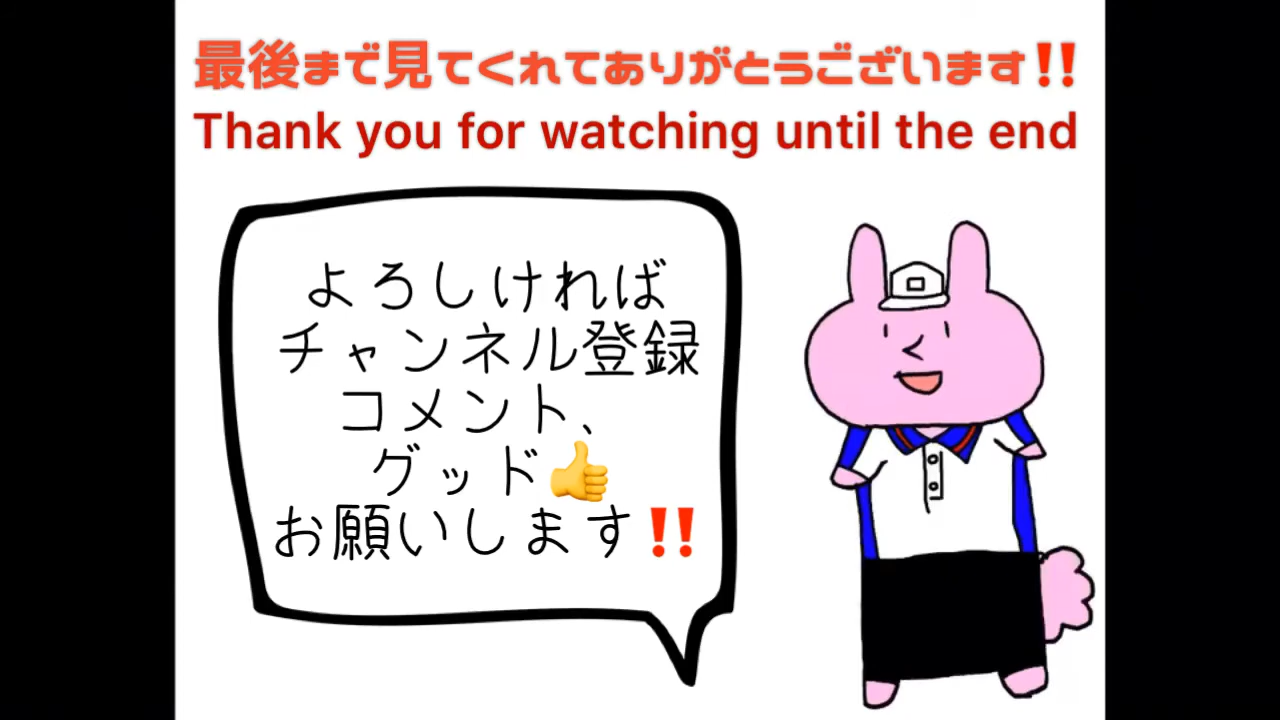 最後まで見てくれてありがとうございます‼️
Thank you for watching until the end
よろしければ
チャンネル登録
コメント、
グッド👍
お願いします‼️